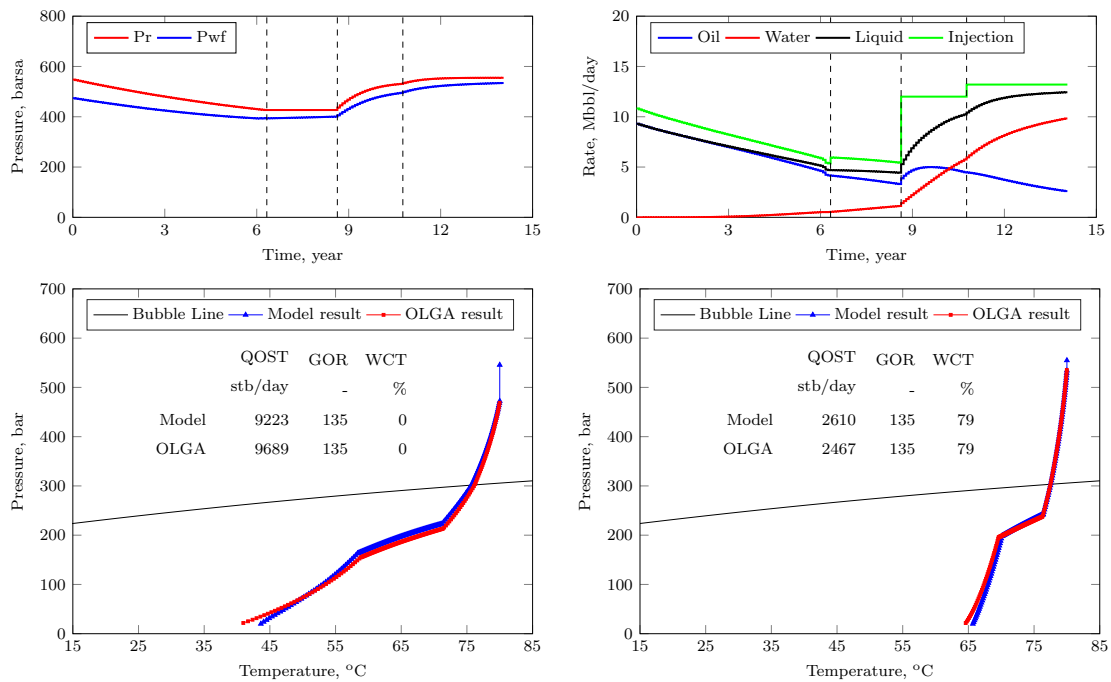 Pr Pwf
800
600
400
200
0
Pressure, barsa
0 3 6 9 12 15
Time, year
Oil Water Liquid Injection
20
15
10
5
0
Rate, Mbbl/day
0 3 6 9 12 15
Time, year
Bubble Line Model result OLGA result
QOST GOR WCT
stb/day - %
Model 9223 135 0
OLGA 9689 135 0
700
600
500
400
300
200
100
0
Pressure, bar
15 25 35 45 55 65 75 85
Temperature, °C
Bubble Line Model result OLGA result
QOST GOR WCT
stb/day - %
Model 2610 135 79
OLGA 2467 135 79
700
600
500
400
300
200
100
0
Pressure, bar
15 25 35 45 55 65 75 85
Temperature, °C